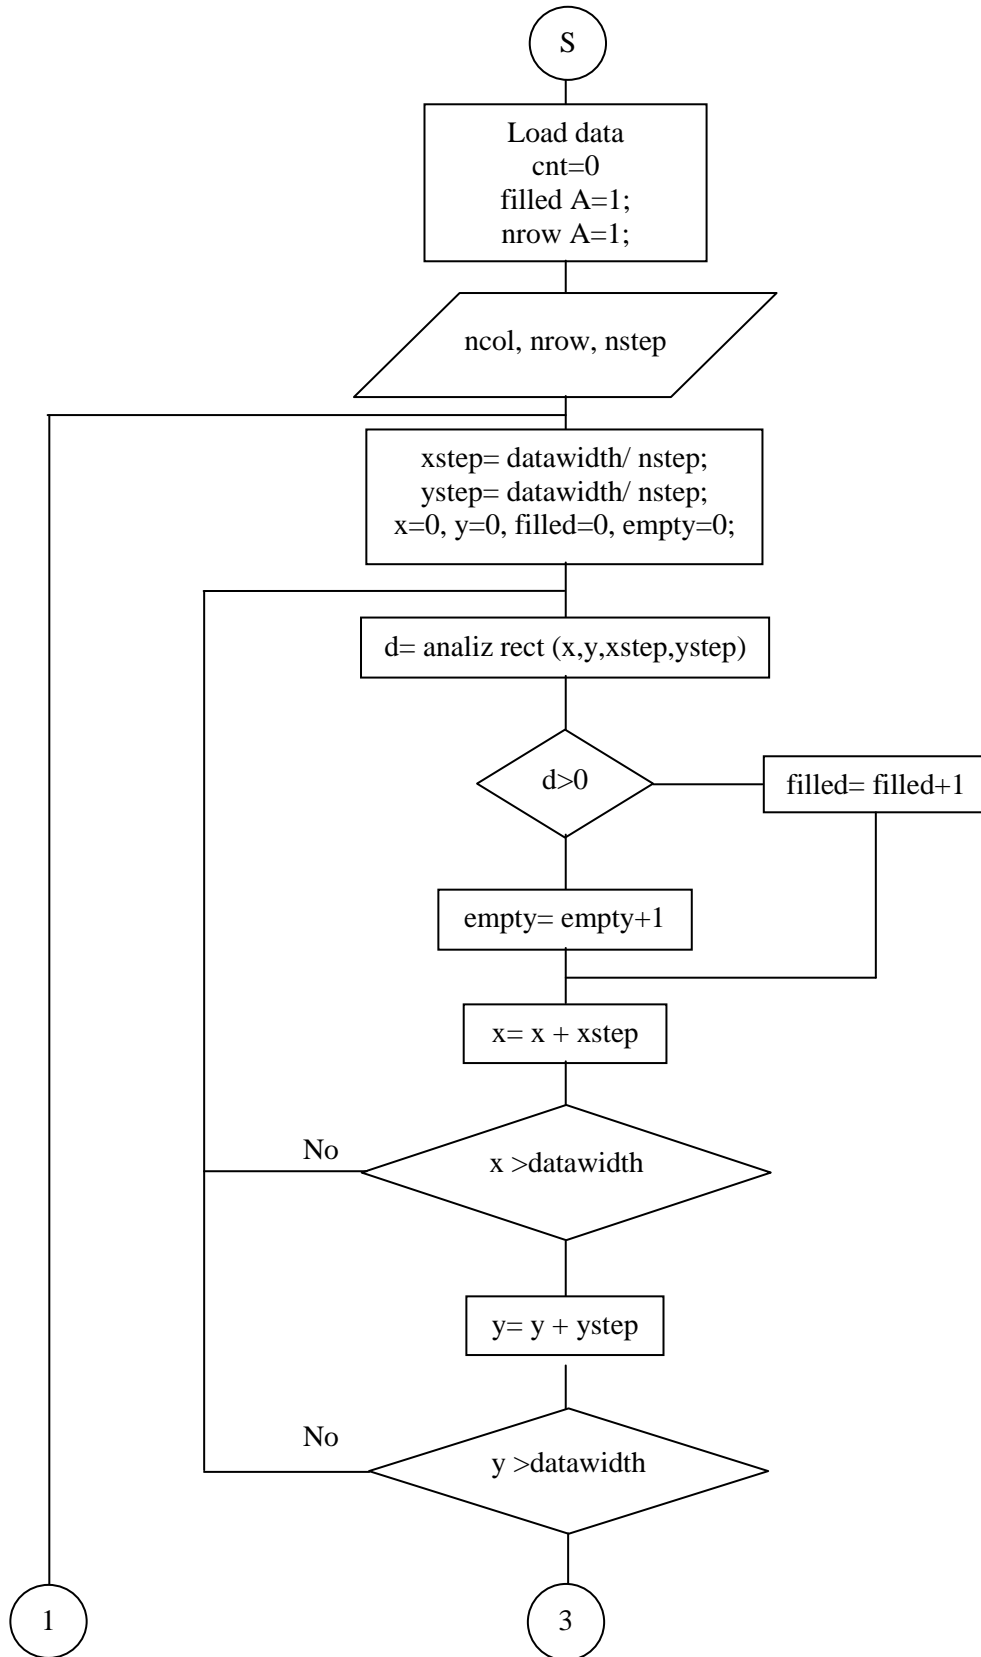 S
Load data
cnt=0
filled A=1;
nrow A=1;
ncol, nrow, nstep
xstep= datawidth/ nstep;
ystep= datawidth/ nstep;
x=0, y=0, filled=0, empty=0;
d= analiz rect (x,y,xstep,ystep)
d>0
filled= filled+1
empty= empty+1
x= x + xstep
No
x >datawidth
y= y + ystep
No
y >datawidth
1
3